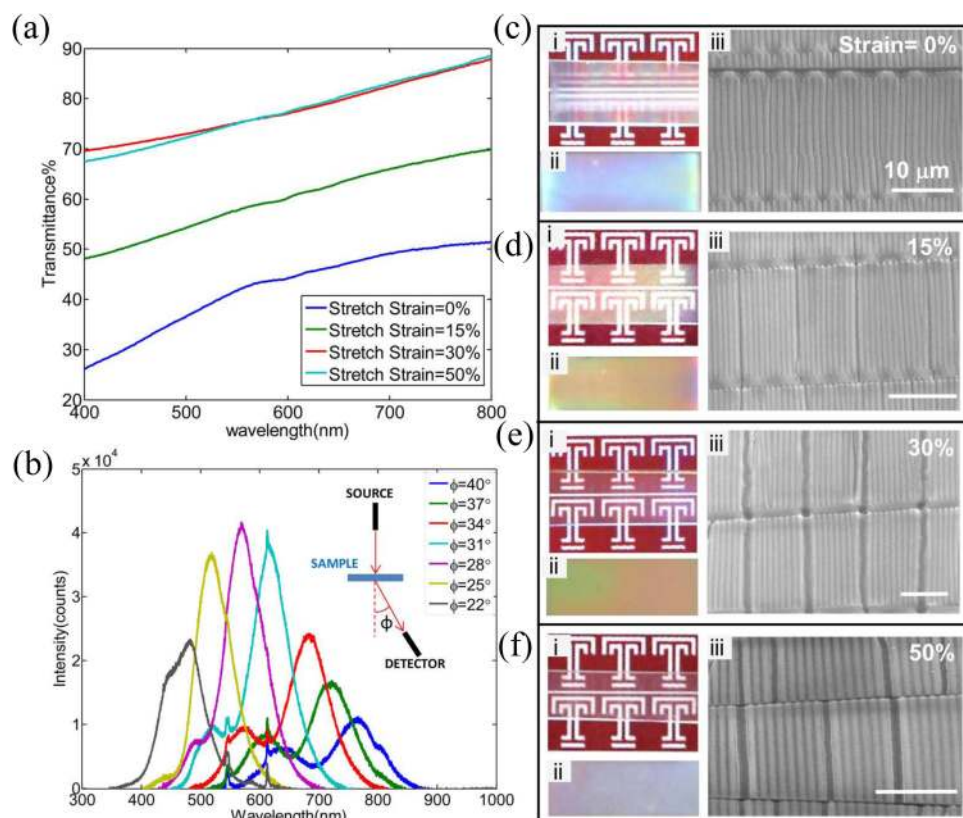 (a)
90
80
70
60
50
40
30
20
Transmittance%
400 500 600 700 800
wavelength(nm)
Stretch Strain=0%
Stretch Strain=15%
Stretch Strain=30%
Stretch Strain=50%
(b)
x 10⁴
5
4
3
2
1
0
Intensity(counts)
300 400 500 600 700 800 900 1000
Wavelength(nm)
SOURCE
SAMPLE
ϕ
DETECTOR
ϕ=40°
ϕ=37°
ϕ=34°
ϕ=31°
ϕ=28°
ϕ=25°
ϕ=22°
(c)
i
ii
iii
Strain= 0%
10 μm
(d)
i
ii
iii
15%
(e)
i
ii
iii
30%
(f)
i
ii
iii
50%